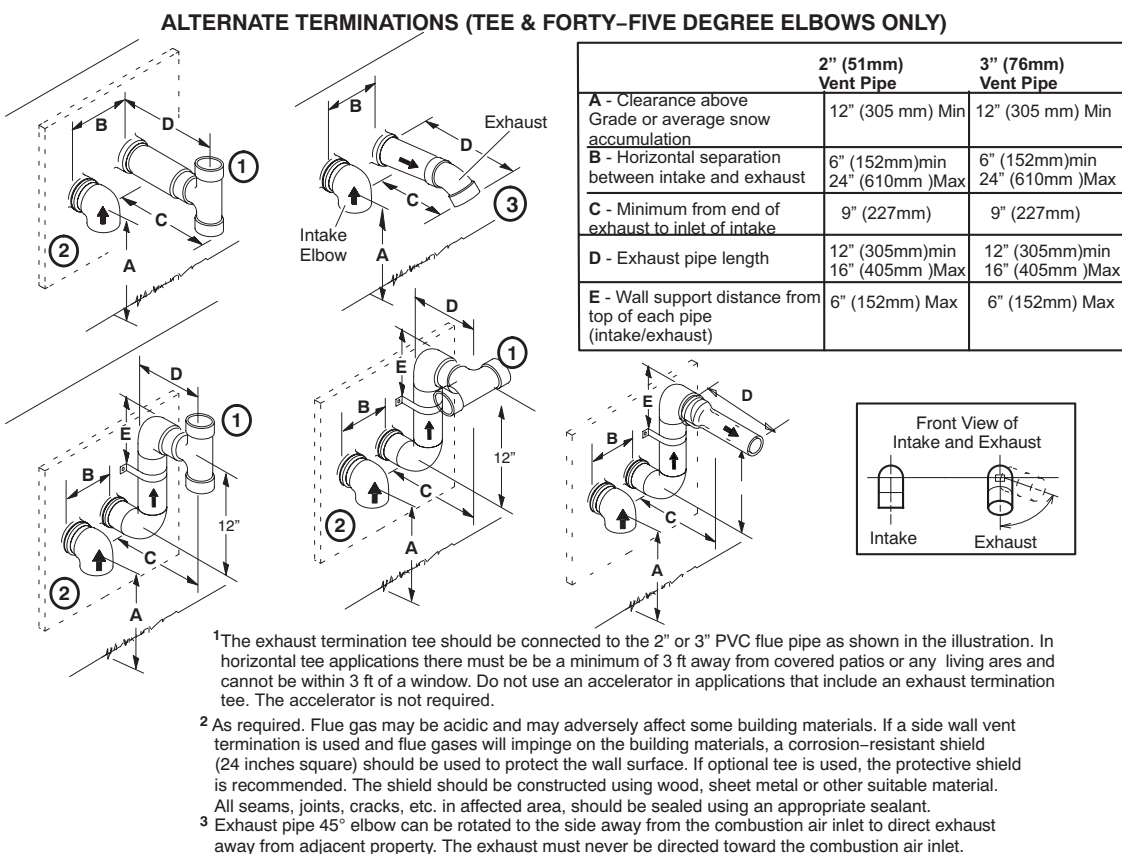 ALTERNATE TERMINATIONS (TEE & FORTY–FIVE DEGREE ELBOWS ONLY)
B
D
1
2
C
A
B
Exhaust
D
C
3
Intake
Elbow
A
2” (51mm)
Vent Pipe
3” (76mm)
Vent Pipe
A - Clearance above
Grade or average snow
accumulation
12” (305 mm) Min
12” (305 mm) Min
B - Horizontal separation
between intake and exhaust
6” (152mm)min
24” (610mm )Max
6” (152mm)min
24” (610mm )Max
C - Minimum from end of
exhaust to inlet of intake
9” (227mm)
9” (227mm)
D - Exhaust pipe length
12” (305mm)min
16” (405mm )Max
12” (305mm)min
16” (405mm )Max
E - Wall support distance from
top of each pipe
(intake/exhaust)
6” (152mm) Max
6” (152mm) Max
D
1
E
B
12”
C
2
A
D
1
E
B
12”
C
2
A
E
D
B
C
A
Front View of
Intake and Exhaust
Intake
Exhaust
1The exhaust termination tee should be connected to the 2” or 3” PVC flue pipe as shown in the illustration. In
horizontal tee applications there must be be a minimum of 3 ft away from covered patios or any living ares and
cannot be within 3 ft of a window. Do not use an accelerator in applications that include an exhaust termination
tee. The accelerator is not required.
2 As required. Flue gas may be acidic and may adversely affect some building materials. If a side wall vent
termination is used and flue gases will impinge on the building materials, a corrosion–resistant shield
(24 inches square) should be used to protect the wall surface. If optional tee is used, the protective shield
is recommended. The shield should be constructed using wood, sheet metal or other suitable material.
All seams, joints, cracks, etc. in affected area, should be sealed using an appropriate sealant.
3 Exhaust pipe 45° elbow can be rotated to the side away from the combustion air inlet to direct exhaust
away from adjacent property. The exhaust must never be directed toward the combustion air inlet.